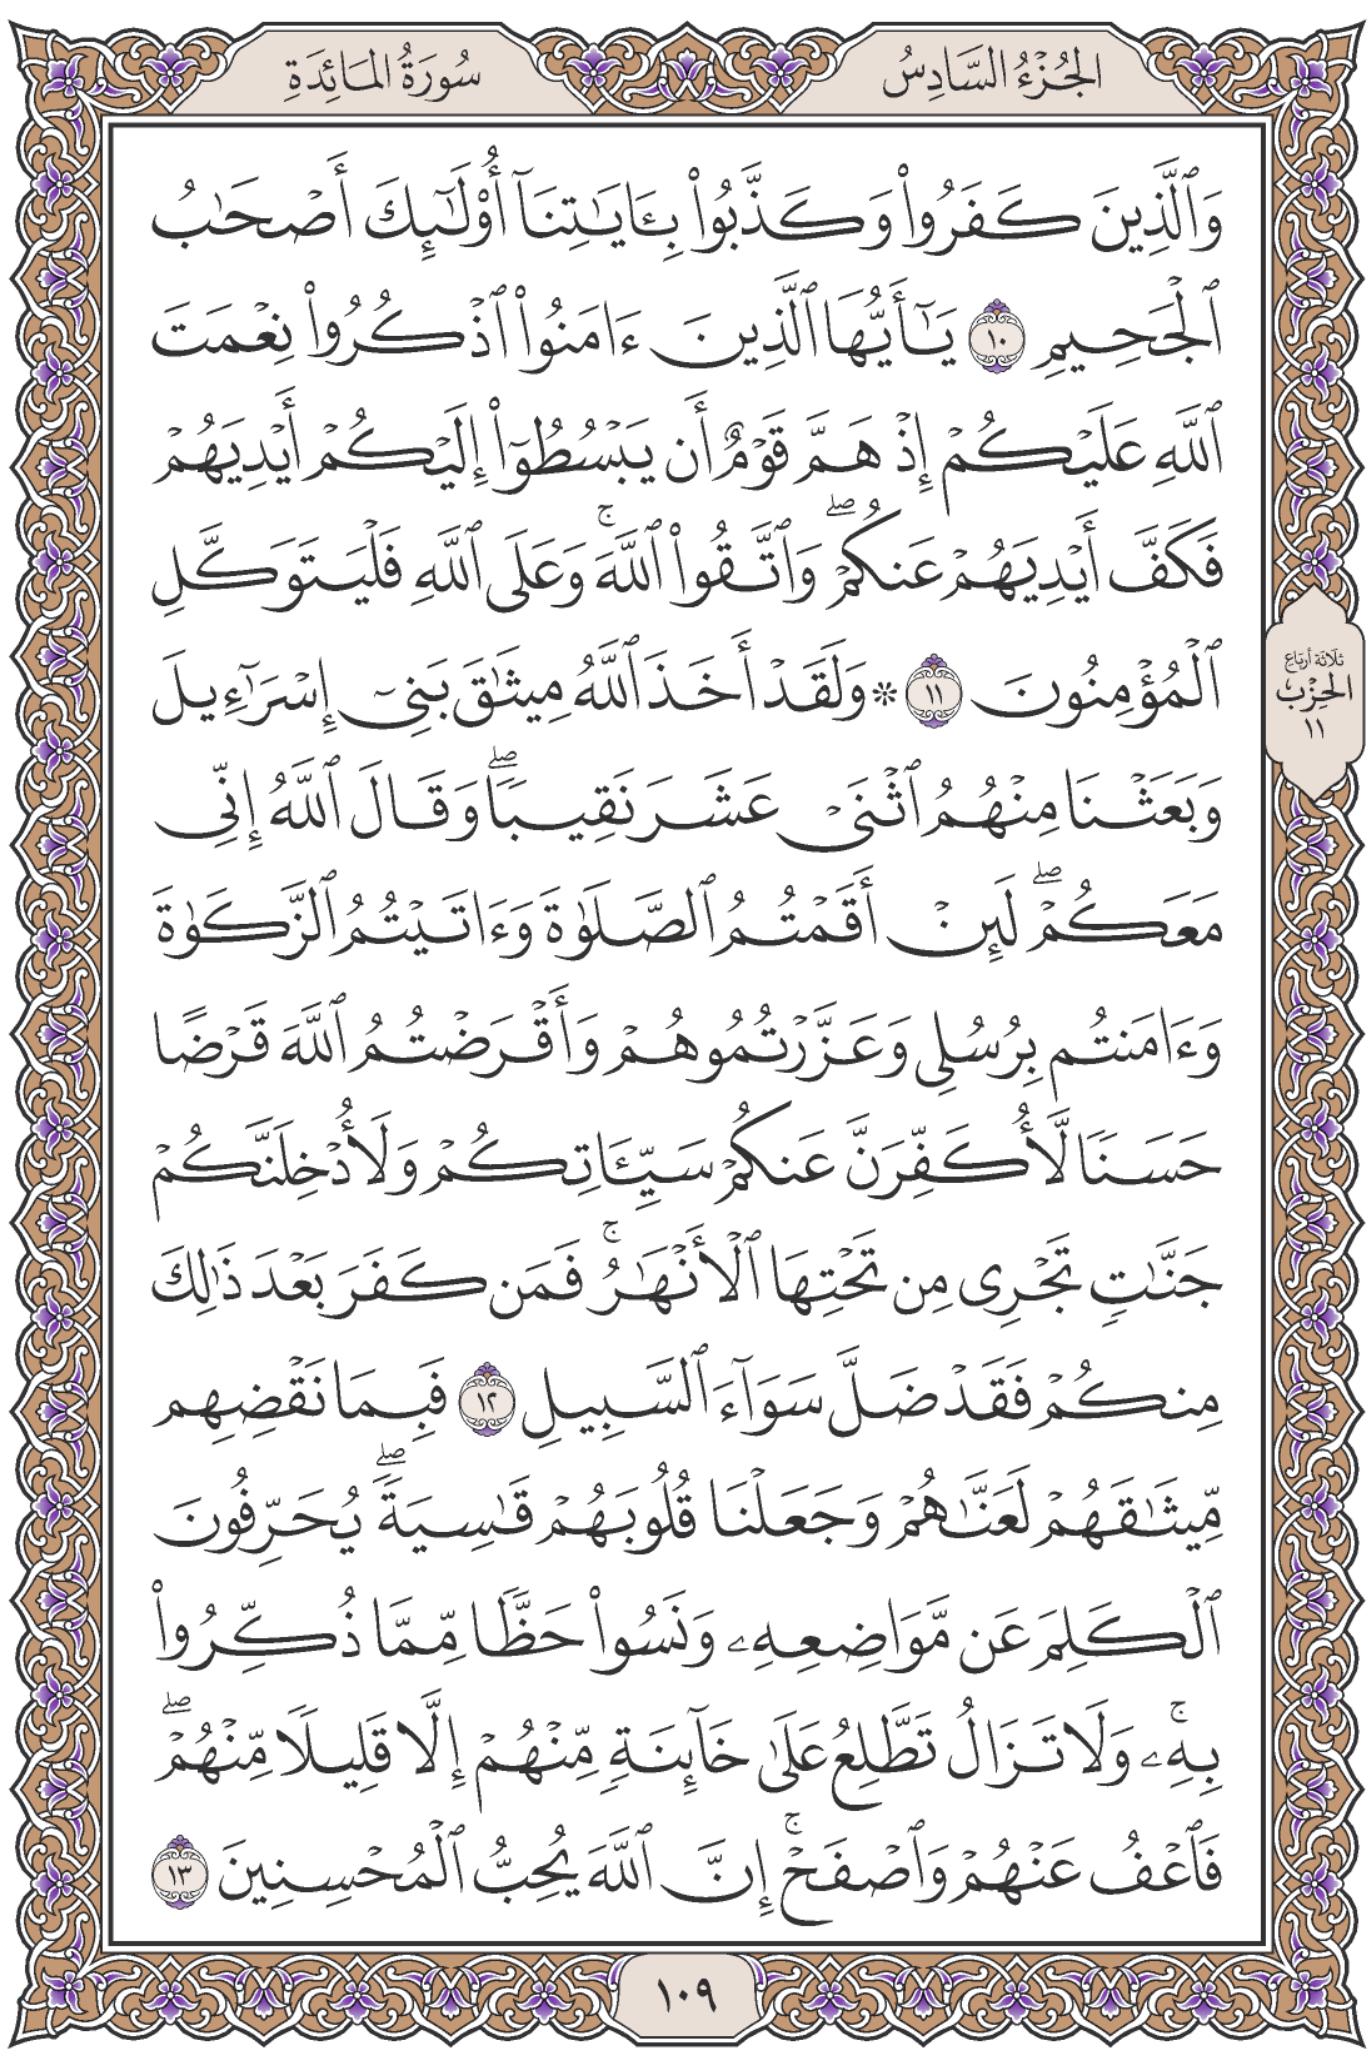 الجُزْءُ السَّادِسُ
سُورَةُ المَائِدَةِ
وَٱلَّذِينَ كَفَرُواْ وَكَذَّبُواْ بِـَٔايَٰتِنَآ أُوْلَٰٓئِكَ أَصۡحَٰبُ
ٱلۡجَحِيمِ ١٠ يَٰٓأَيُّهَا ٱلَّذِينَ ءَامَنُواْ ٱذۡكُرُواْ نِعۡمَتَ
ٱللَّهِ عَلَيۡكُمۡ إِذۡ هَمَّ قَوۡمٌ أَن يَبۡسُطُوٓاْ إِلَيۡكُمۡ أَيۡدِيَهُمۡ
فَكَفَّ أَيۡدِيَهُمۡ عَنكُمۡۖ وَٱتَّقُواْ ٱللَّهَۚ وَعَلَى ٱللَّهِ فَلۡيَتَوَكَّلِ
ٱلۡمُؤۡمِنُونَ ١١ ۞ وَلَقَدۡ أَخَذَ ٱللَّهُ مِيثَٰقَ بَنِيٓ إِسۡرَٰٓءِيلَ
وَبَعَثۡنَا مِنۡهُمُ ٱثۡنَيۡ عَشَرَ نَقِيبٗاۖ وَقَالَ ٱللَّهُ إِنِّي
مَعَكُمۡۖ لَئِنۡ أَقَمۡتُمُ ٱلصَّلَوٰةَ وَءَاتَيۡتُمُ ٱلزَّكَوٰةَ
وَءَامَنتُم بِرُسُلِي وَعَزَّرۡتُمُوهُمۡ وَأَقۡرَضۡتُمُ ٱللَّهَ قَرۡضًا
حَسَنٗا لَّأُكَفِّرَنَّ عَنكُمۡ سَيِّـَٔاتِكُمۡ وَلَأُدۡخِلَنَّكُمۡ
جَنَّٰتٖ تَجۡرِي مِن تَحۡتِهَا ٱلۡأَنۡهَٰرُۚ فَمَن كَفَرَ بَعۡدَ ذَٰلِكَ
مِنكُمۡ فَقَدۡ ضَلَّ سَوَآءَ ٱلسَّبِيلِ ١٢ فَبِمَا نَقۡضِهِم
مِّيثَٰقَهُمۡ لَعَنَّٰهُمۡ وَجَعَلۡنَا قُلُوبَهُمۡ قَٰسِيَةٗۖ يُحَرِّفُونَ
ٱلۡكَلِمَ عَن مَّوَاضِعِهِۦ وَنَسُواْ حَظّٗا مِّمَّا ذُكِّرُواْ
بِهِۦۚ وَلَا تَزَالُ تَطَّلِعُ عَلَىٰ خَآئِنَةٖ مِّنۡهُمۡ إِلَّا قَلِيلٗا مِّنۡهُمۡۖ
فَٱعۡفُ عَنۡهُمۡ وَٱصۡفَحۡۚ إِنَّ ٱللَّهَ يُحِبُّ ٱلۡمُحۡسِنِينَ ١٣
ثلاثة أرباع
الحِزْبُ
١١
١٠٩